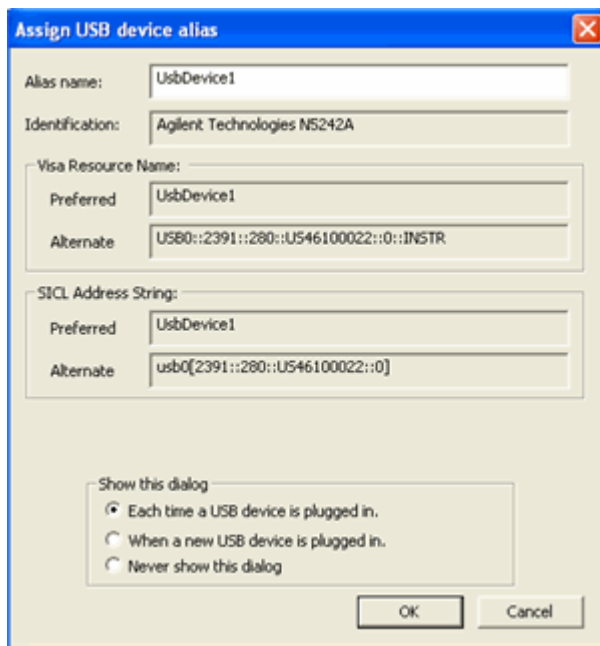 Assign USB device alias
Alias name: UsbDevice1
Identification: Agilent Technologies N5242A
Visa Resource Name:
Preferred UsbDevice1
Alternate USB0::2391::280::US46100022::0::INSTR
SICL Address String:
Preferred UsbDevice1
Alternate usb0[2391::280::US46100022::0]
Show this dialog
Each time a USB device is plugged in.
When a new USB device is plugged in.
Never show this dialog
OK Cancel